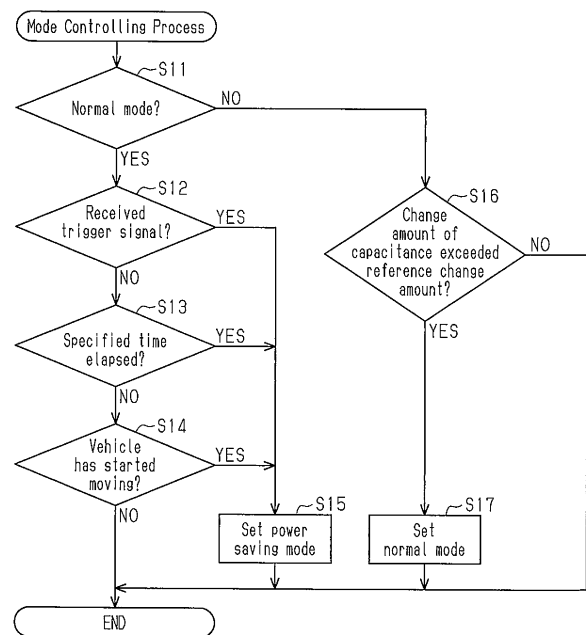 Mode Controlling Process
S11
Normal mode?
NO
YES
S12
Received
trigger signal?
YES
NO
S13
Specified time
elapsed?
YES
NO
S14
Vehicle
has started
moving?
YES
NO
S15
Set power
saving mode
S16
Change
amount of
capacitance exceeded
reference change
amount?
NO
YES
S17
Set
normal mode
END